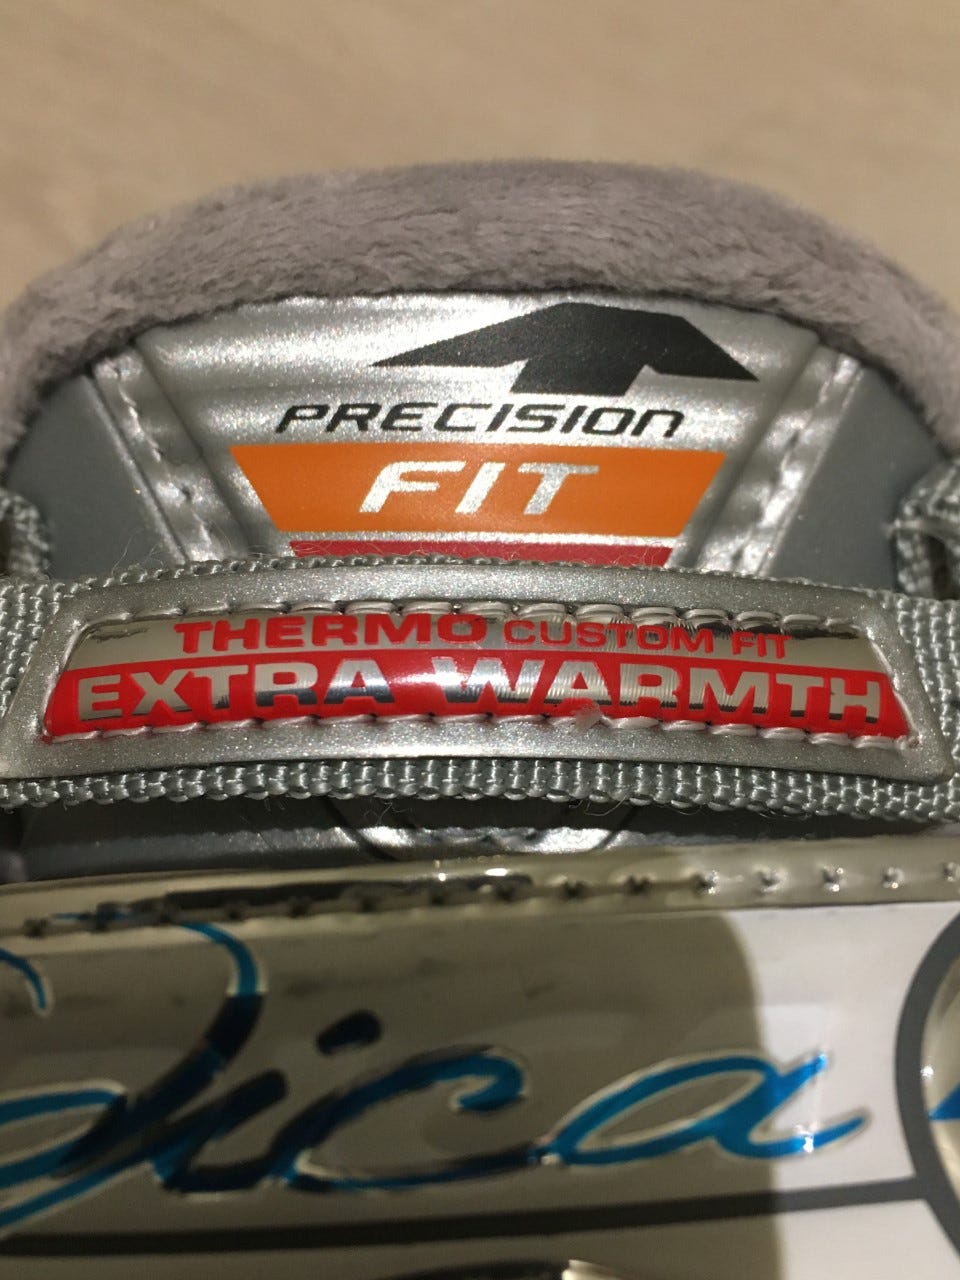 PRECISION
FIT
THERMO CUSTOM FIT
EXTRA WARMTH